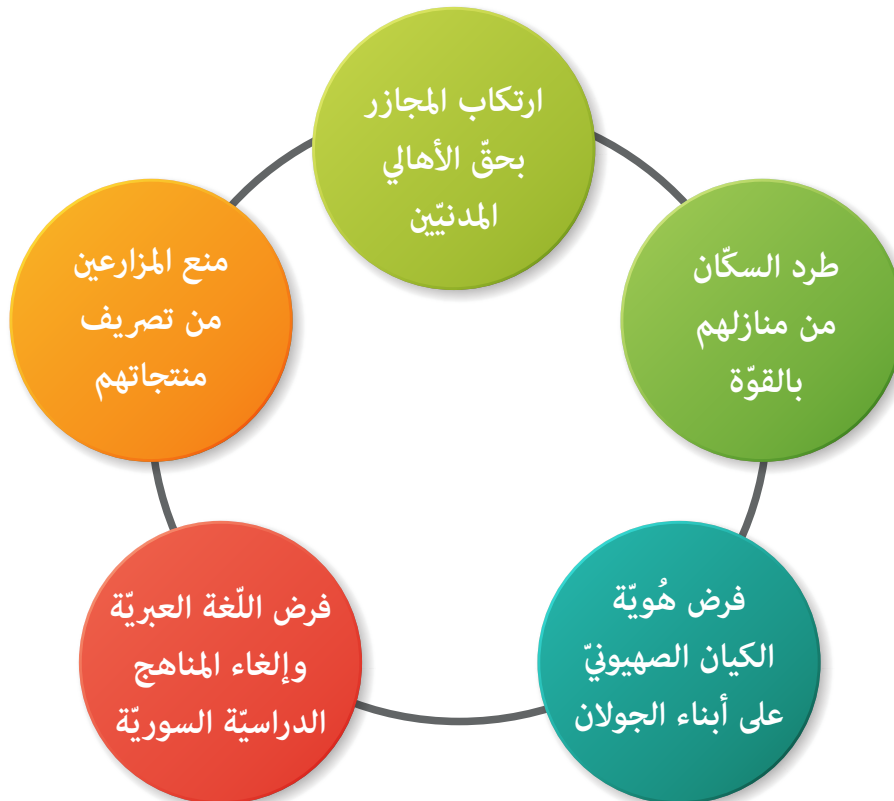 ارتكاب المجازر
بحقّ الأهالي
المدنيّين
طرد السكّان
من منازلهم
بالقوّة
فرض هُويّة
الكيان الصهيونيّ
على أبناء الجولان
فرض اللّغة العبريّة
وإلغاء المناهج
الدراسيّة السوريّة
منع المزارعين
من تصريف
منتجاتهم